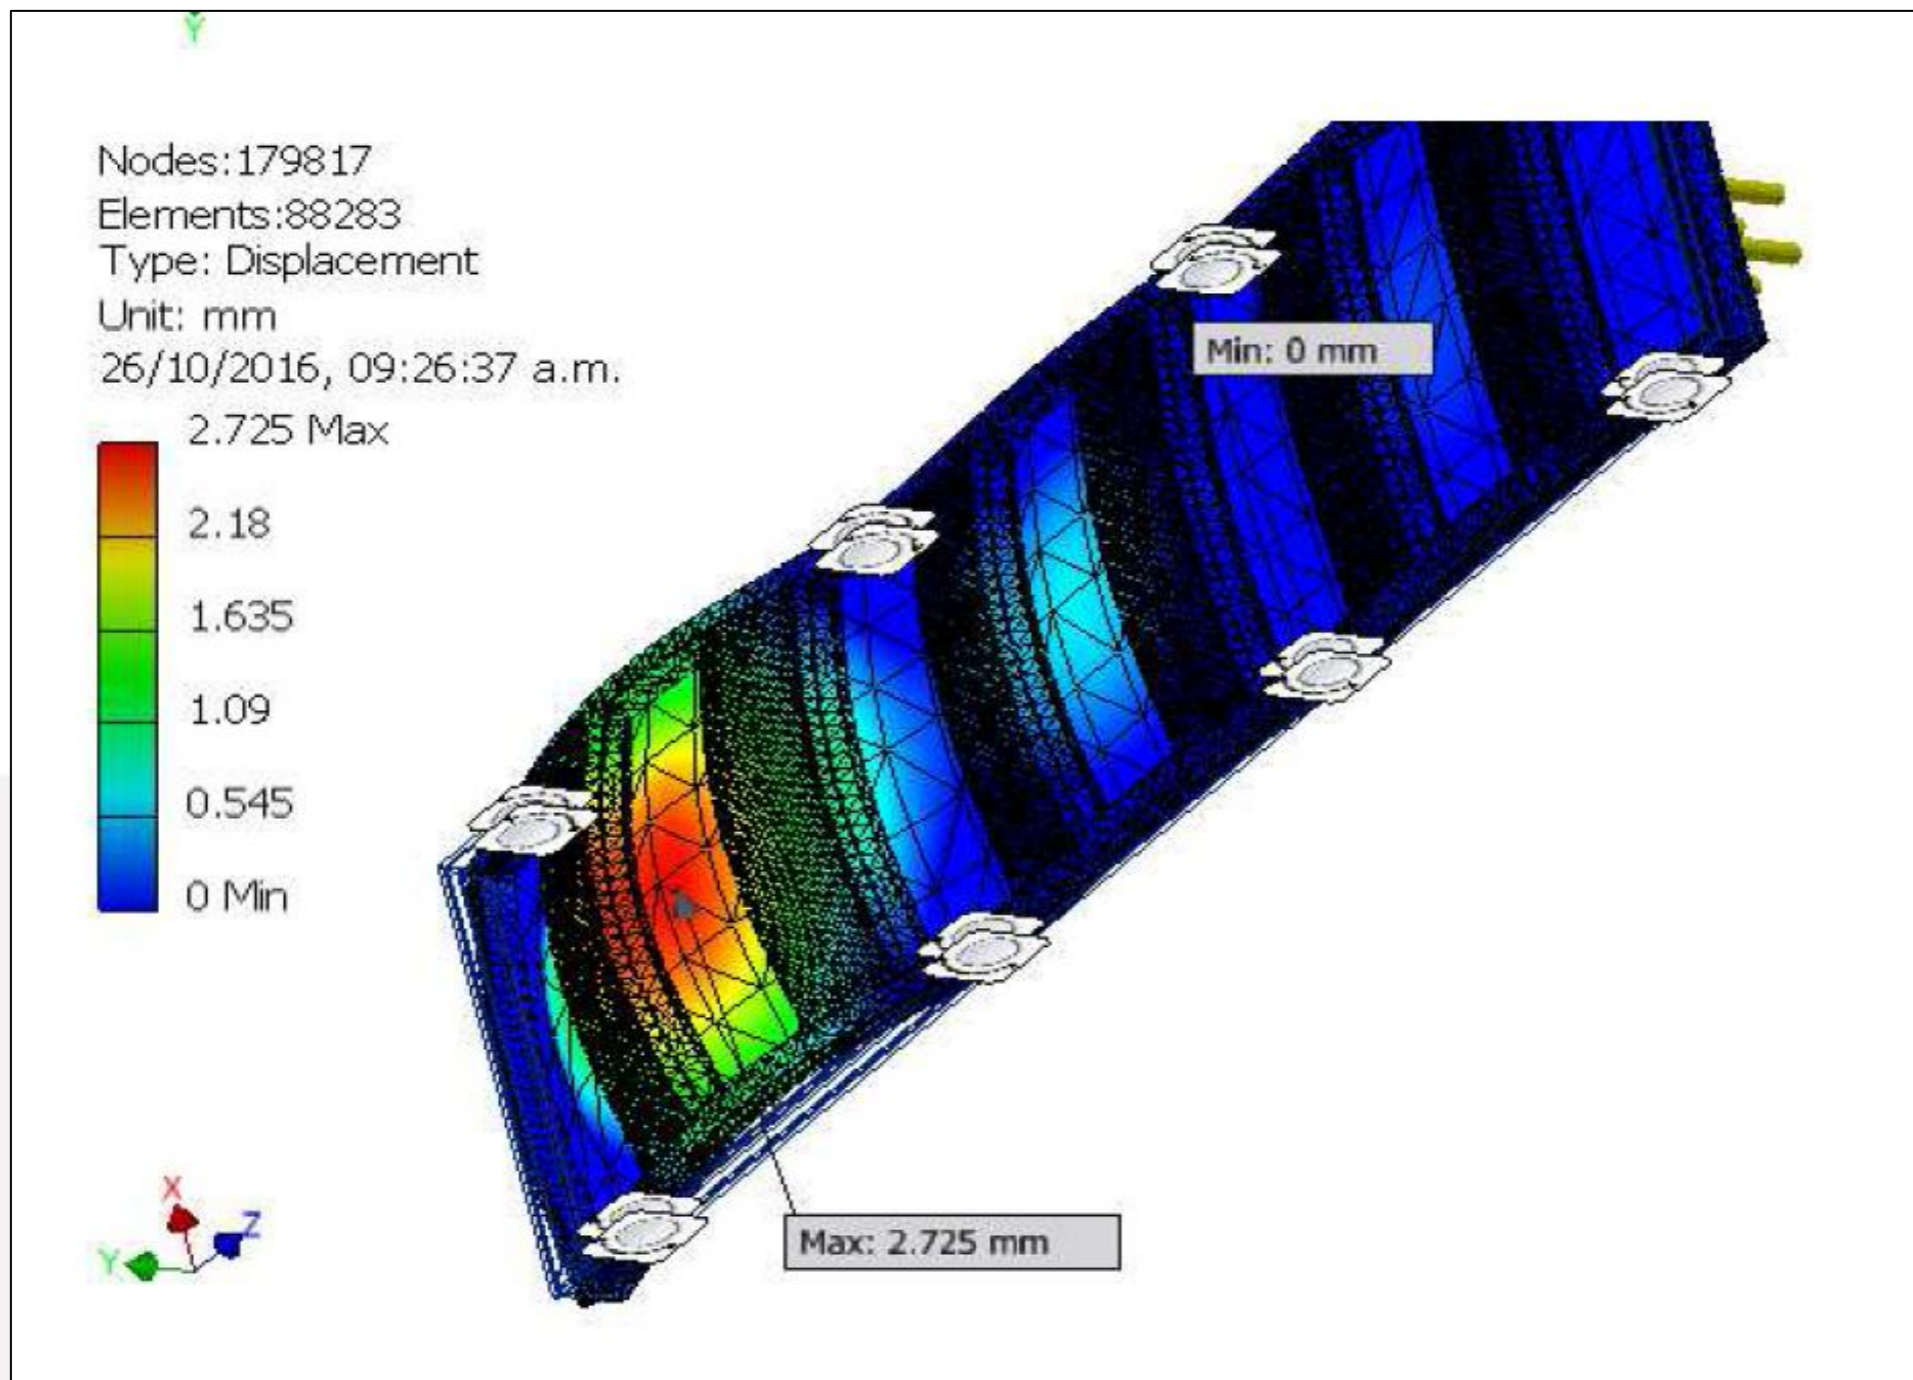 Y
Nodes:179817
Elements:88283
Type: Displacement
Unit: mm
26/10/2016, 09:26:37 a.m.
2.725 Max
2.18
1.635
1.09
0.545
0 Min
Min: 0 mm
Max: 2.725 mm
X
Z
Y